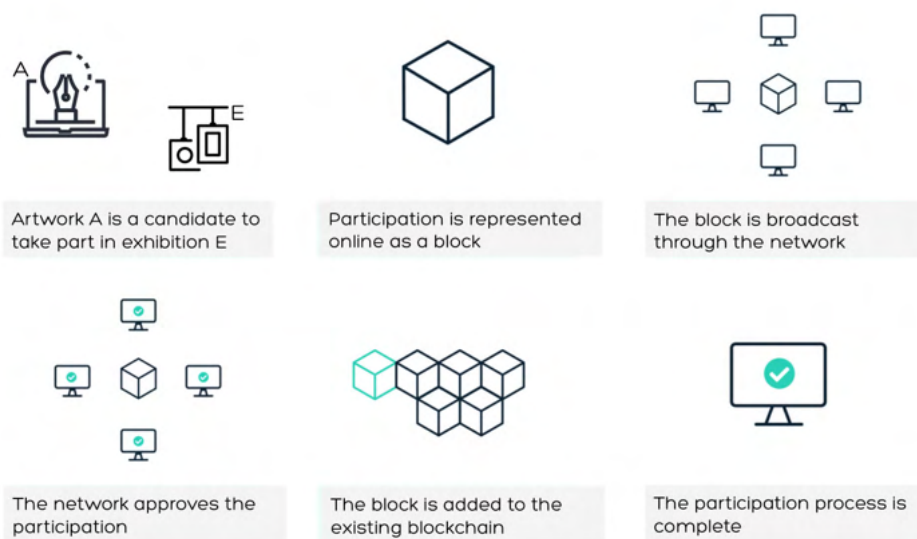 A
E
Artwork A is a candidate to
take part in exhibition E
Participation is represented
online as a block
The block is broadcast
through the network
The network approves the
participation
The block is added to the
existing blockchain
The participation process is
complete